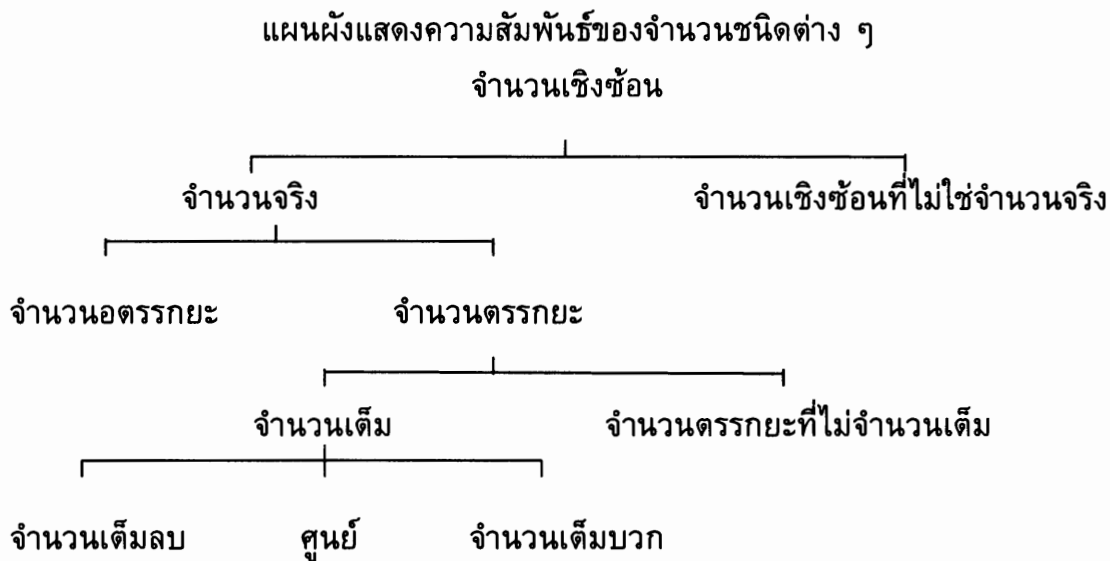 แผนผังแสดงความสัมพันธ์ของจำนวนชนิดต่าง ๆ
จำนวนเชิงซ้อน
จำนวนจริง จำนวนเชิงซ้อนที่ไม่ใช่จำนวนจริง
จำนวนอตรรกยะ จำนวนตรรกยะ
จำนวนเต็ม จำนวนตรรกยะที่ไม่จำนวนเต็ม
จำนวนเต็มลบ ศูนย์ จำนวนเต็มบวก